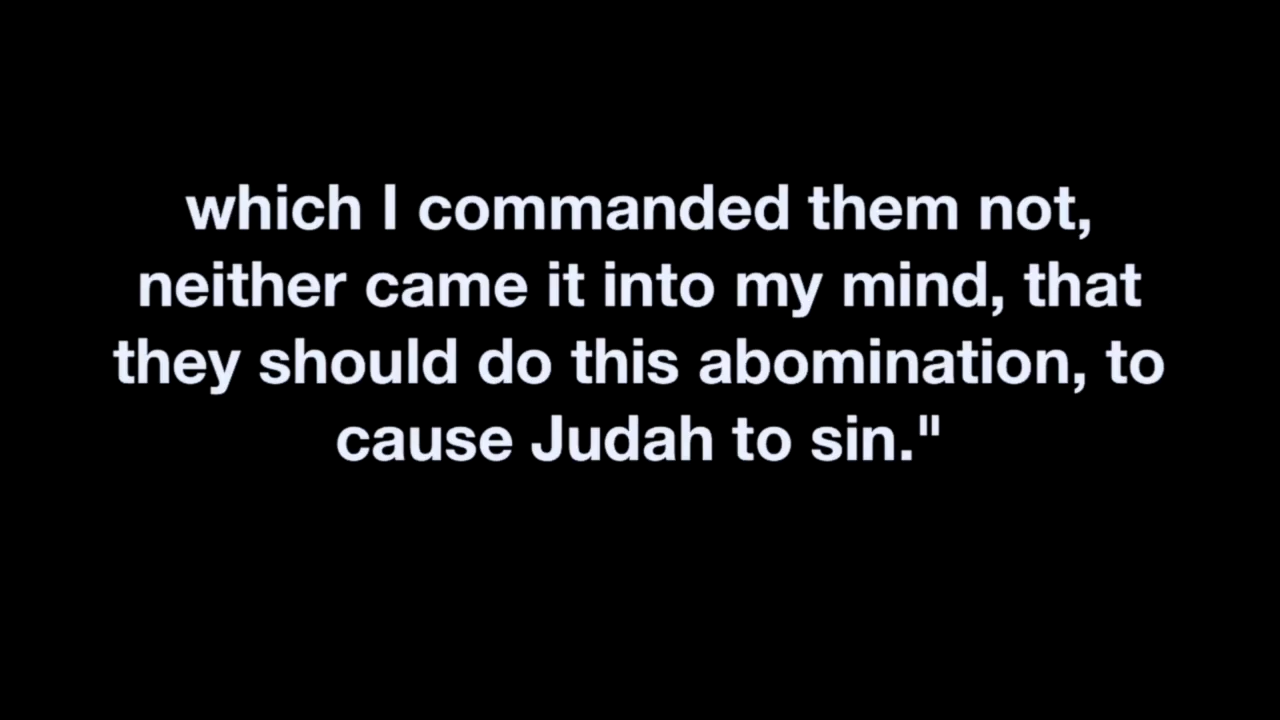 which I commanded them not,
neither came it into my mind, that
they should do this abomination, to
cause Judah to sin."